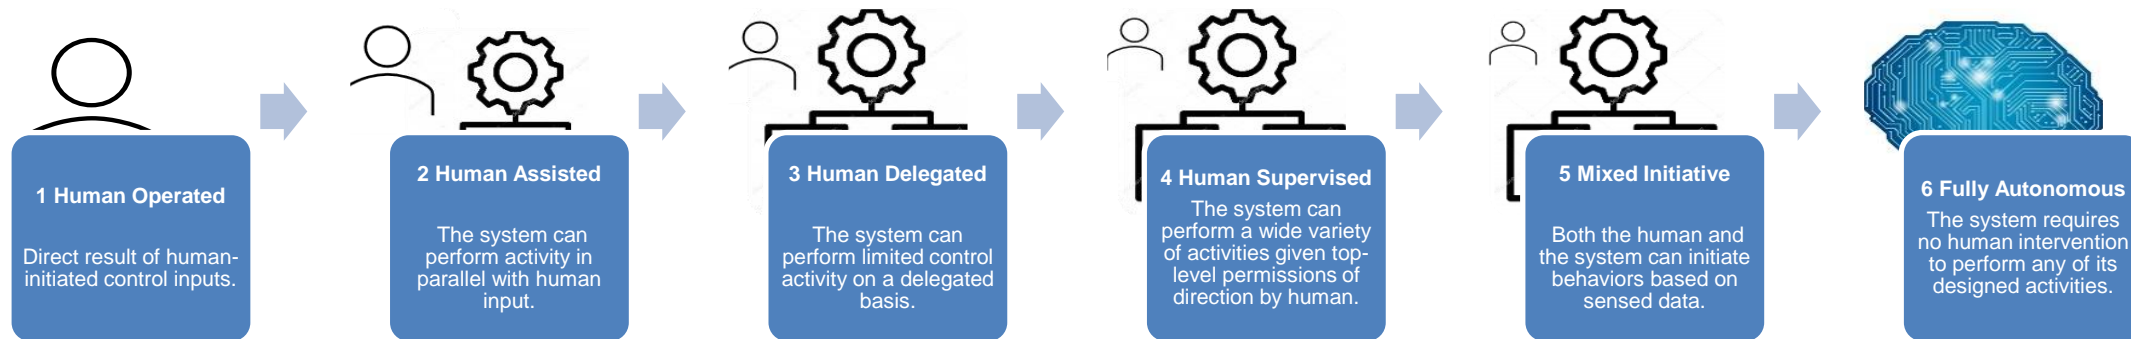 1 Human Operated
Direct result of human-
initiated control inputs.
2 Human Assisted
The system can
perform activity in
parallel with human
input.
3 Human Delegated
The system can
perform limited control
activity on a delegated
basis.
4 Human Supervised
The system can
perform a wide variety
of activities given top-
level permissions of
direction by human.
5 Mixed Initiative
Both the human and
the system can initiate
behaviors based on
sensed data.
6 Fully Autonomous
The system requires
no human intervention
to perform any of its
designed activities.